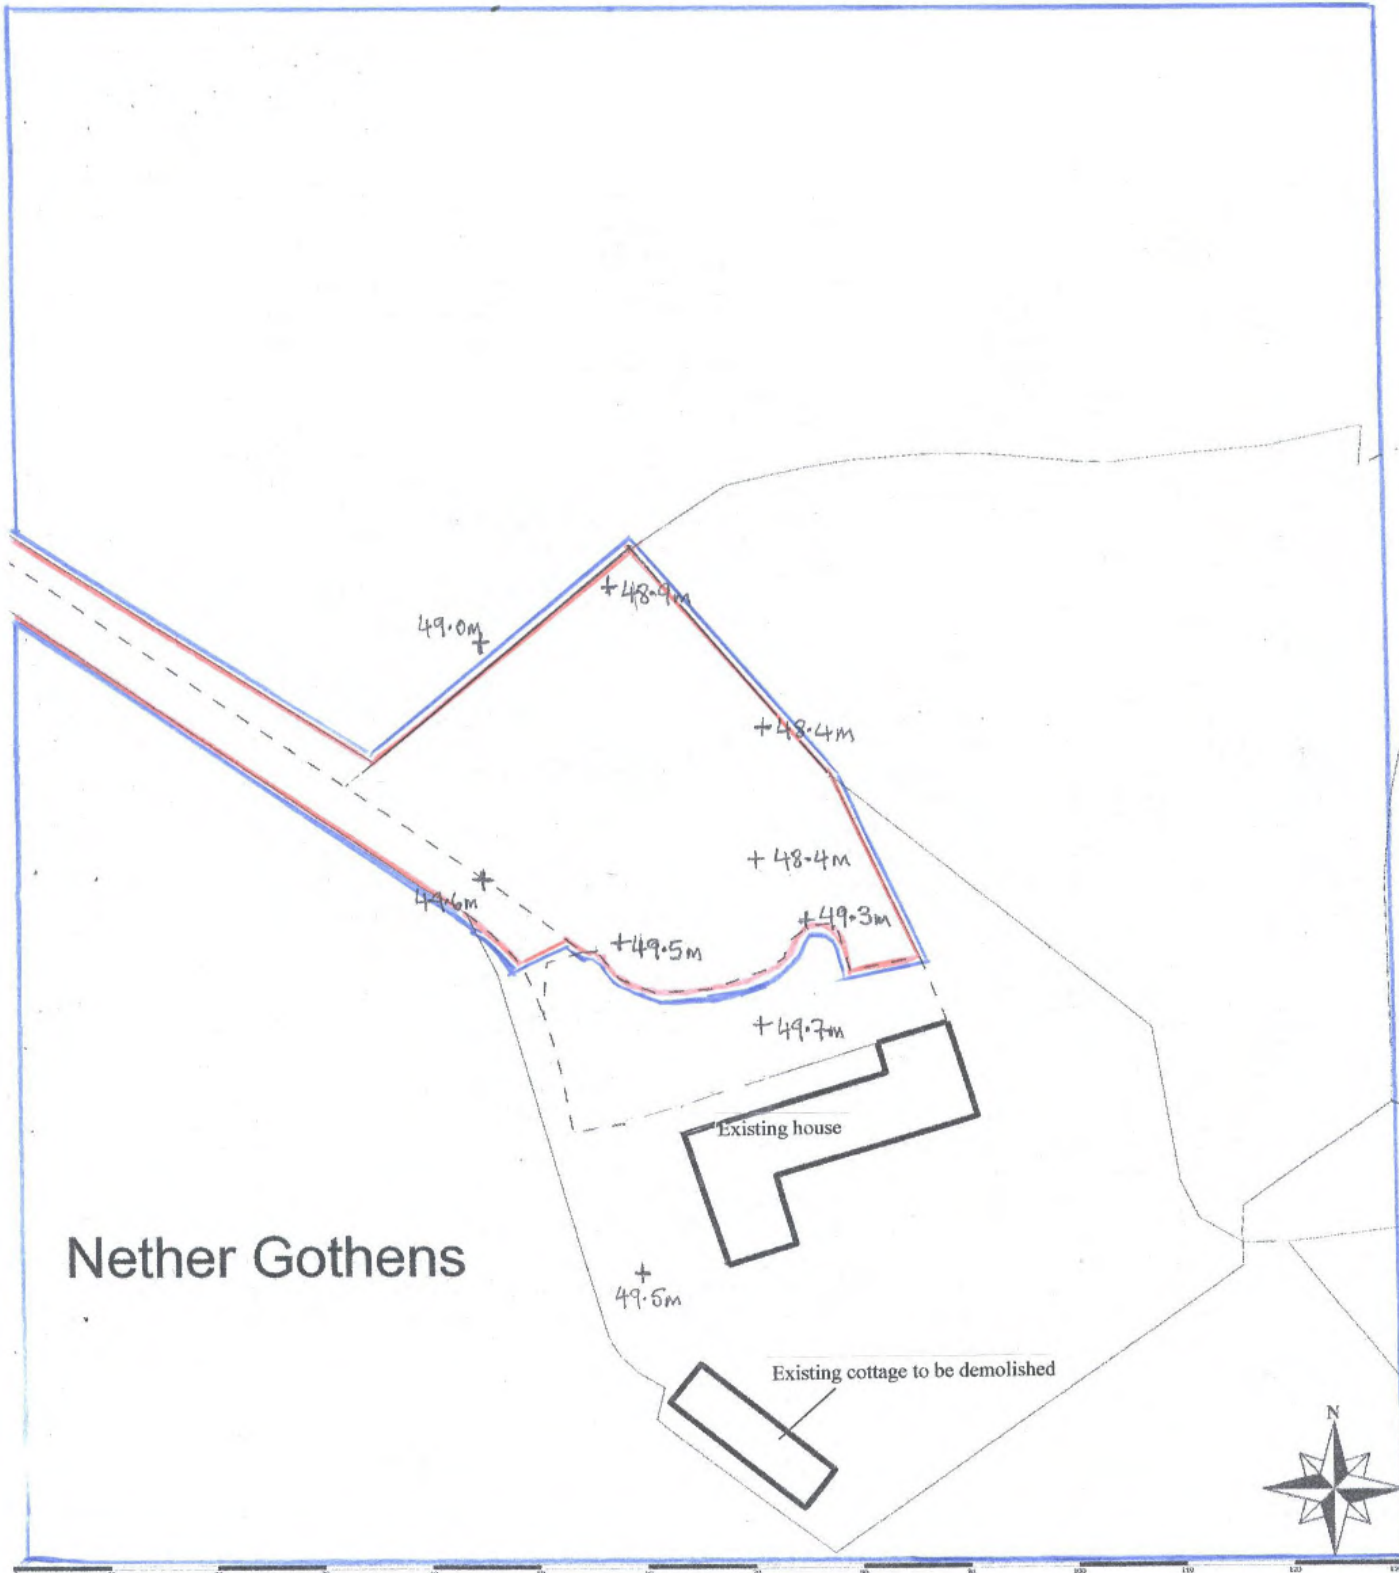 +48.9m
49.0m
+48.4m
+48.4m
49.6m
+49.3m
+49.5m
+49.7m
Existing house
Nether Gothens
49.5m
Existing cottage to be demolished
N